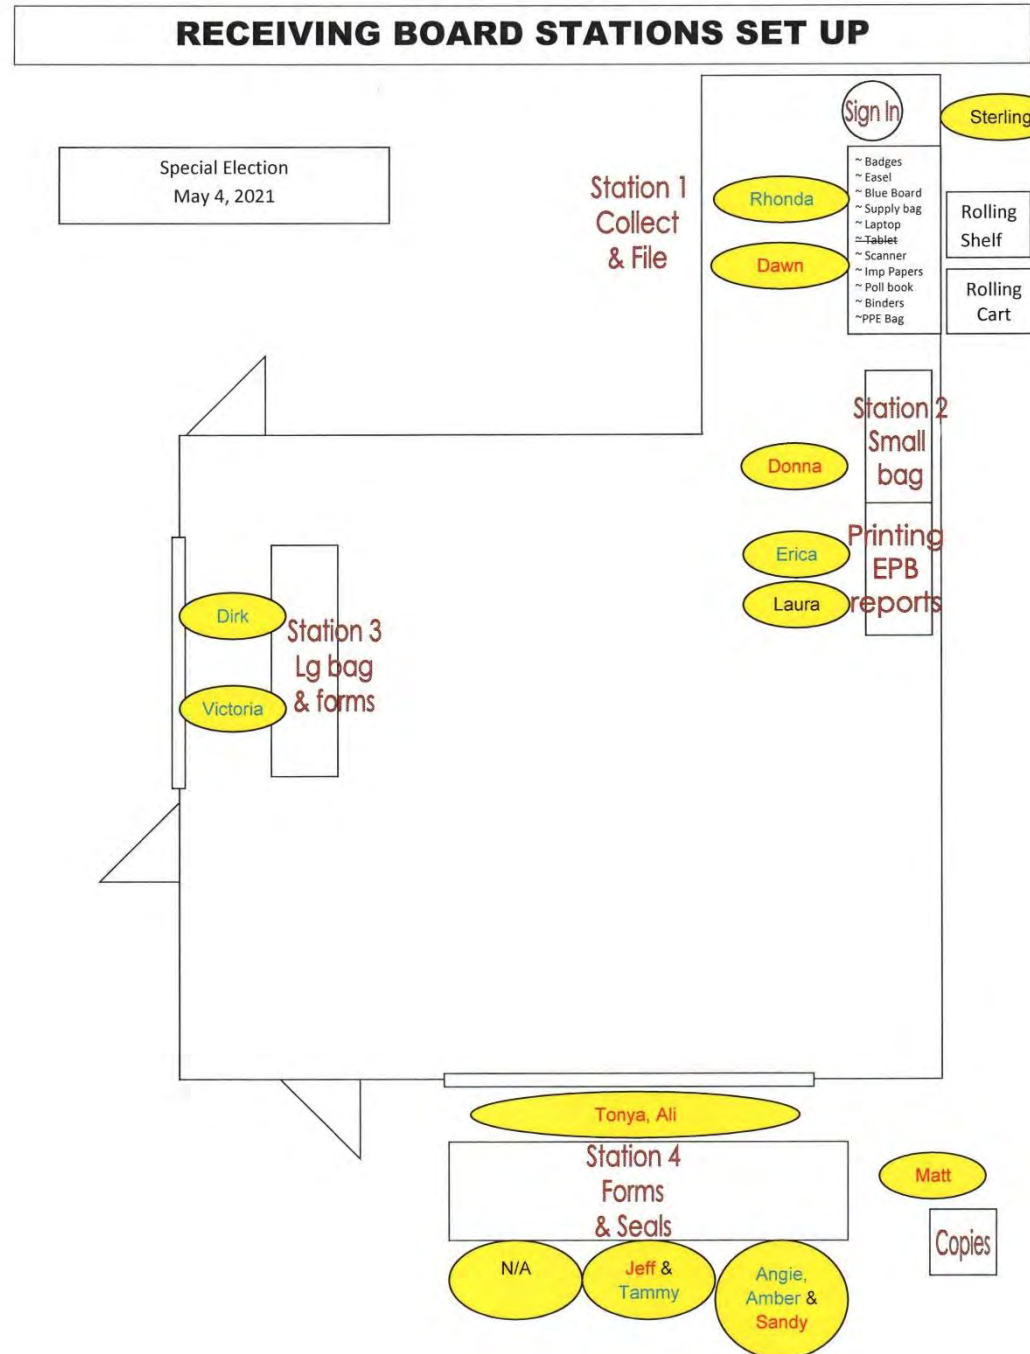 RECEIVING BOARD STATIONS SET UP
Special Election
May 4, 2021
Sign In
Sterling
Station 1
Collect
& File
Rhonda
Dawn
~ Badges
~ Easel
~ Blue Board
~ Supply bag
~ Laptop
~ Tablet
~ Scanner
~ Imp Papers
~ Poll book
~ Binders
~PPE Bag
Rolling
Shelf
Rolling
Cart
Station 2
Small
bag
Donna
Printing
EPB
reports
Erica
Laura
Dirk
Victoria
Station 3
Lg bag
& forms
Tonya, Ali
Station 4
Forms
& Seals
Matt
Copies
N/A
Jeff &
Tammy
Angie,
Amber &
Sandy